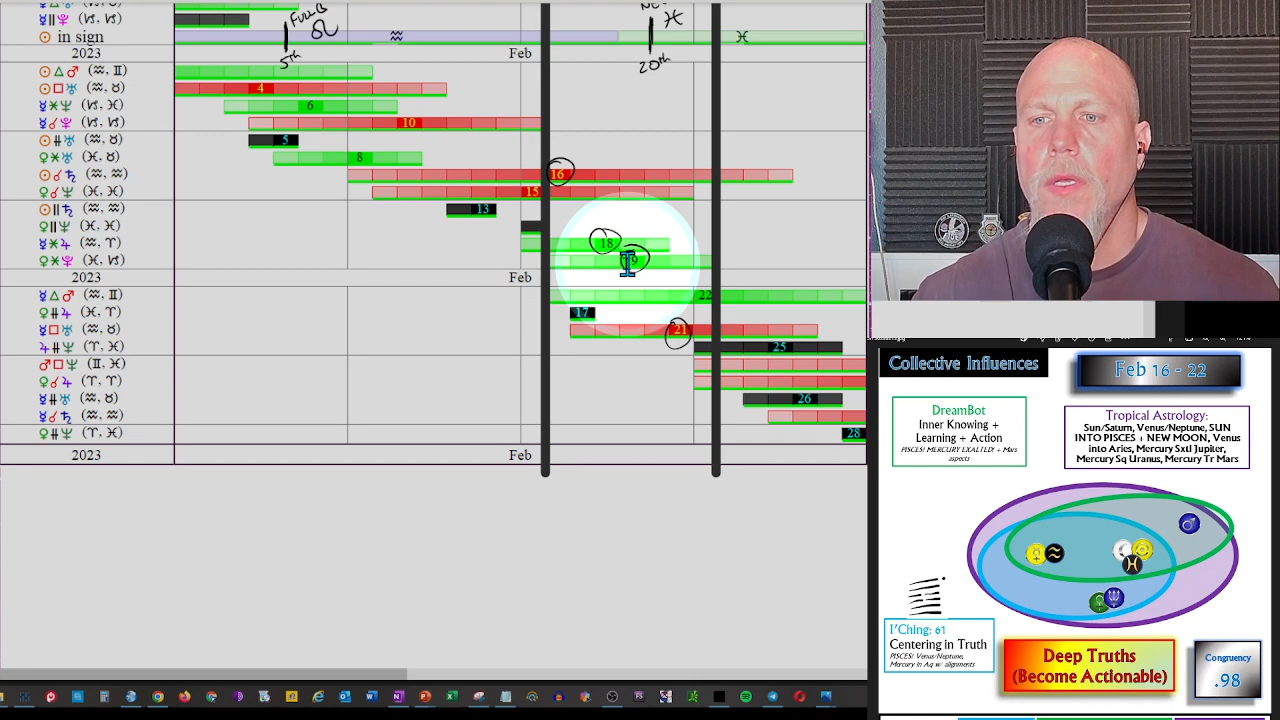 FULL B
♌
5th
♓
20th
☿ || ♇ (♑, ♑)
☉ in sign
♒
♓
2023
Feb
☉ △ ♂ (♒, ♊)
☉ □ ♅ (♒, ♉)
4
☿ ⚹ ♆ (♑, ♓)
6
☿ ☌ ♇ (♑, ♑)
10
5
♀ ⚹ ♅ (♓, ♉)
8
☉ ☌ ♄ (♒, ♒)
16
♀ ☌ ♆ (♓, ♓)
15
☉ || ♄ (♒, ♒)
13
♀ || ♆ (♓, ♓)
☿ ⚹ ♃ (♒, ♈)
18
♀ ⚹ ♇ (♓, ♑)
9
2023
Feb
☿ △ ♂ (♒, ♊)
22
17
☿ □ ♅ (♒, ♉)
21
25
♂ □ ♆ (♊, ♓)
♀ ☌ ♃ (♈, ♈)
26
☿ ☌ ♄ (♒, ♒)
28
2023
Feb
Collective Influences
Feb 16 - 22
DreamBot
Inner Knowing +
Learning + Action
PISCES! MERCURY EXALTED! + Mars
aspects
Tropical Astrology:
Sun/Saturn, Venus/Neptune, SUN
INTO PISCES + NEW MOON, Venus
into Aries, Mercury Sxtl Jupiter,
Mercury Sq Uranus, Mercury Tr Mars
I'Ching: 61
Centering in Truth
PISCES! Venus/Neptune,
Mercury in Aq w/ alignments
Deep Truths
(Become Actionable)
Congruency
.98